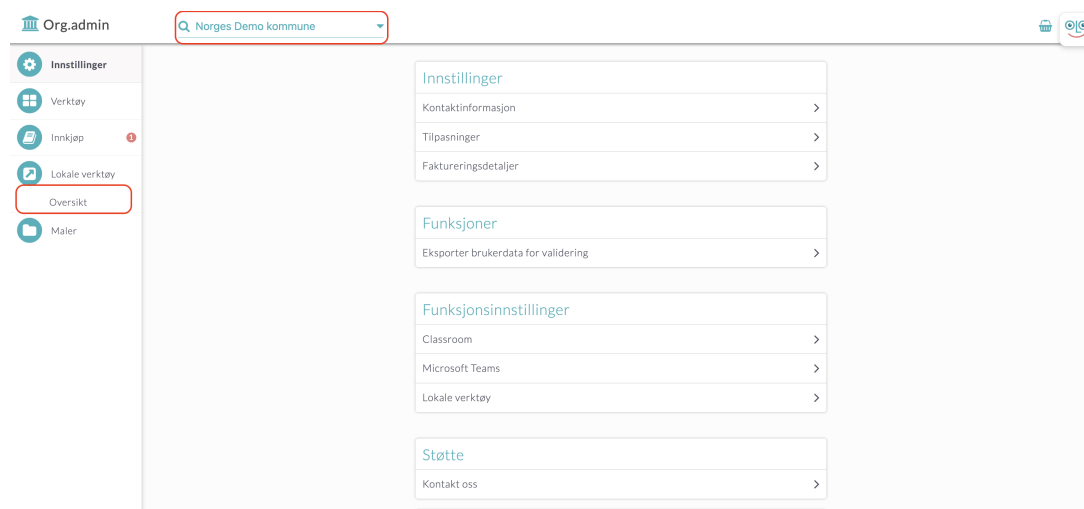 Org.admin
Norges Demo kommune
Innstillinger
Verktøy
Innkjøp 1
Lokale verktøy
Oversikt
Maler
Innstillinger
Kontaktinformasjon
Tilpasninger
Faktureringsdetaljer
Funksjoner
Eksporter brukerdata for validering
Funksjonsinnstillinger
Classroom
Microsoft Teams
Lokale verktøy
Støtte
Kontakt oss